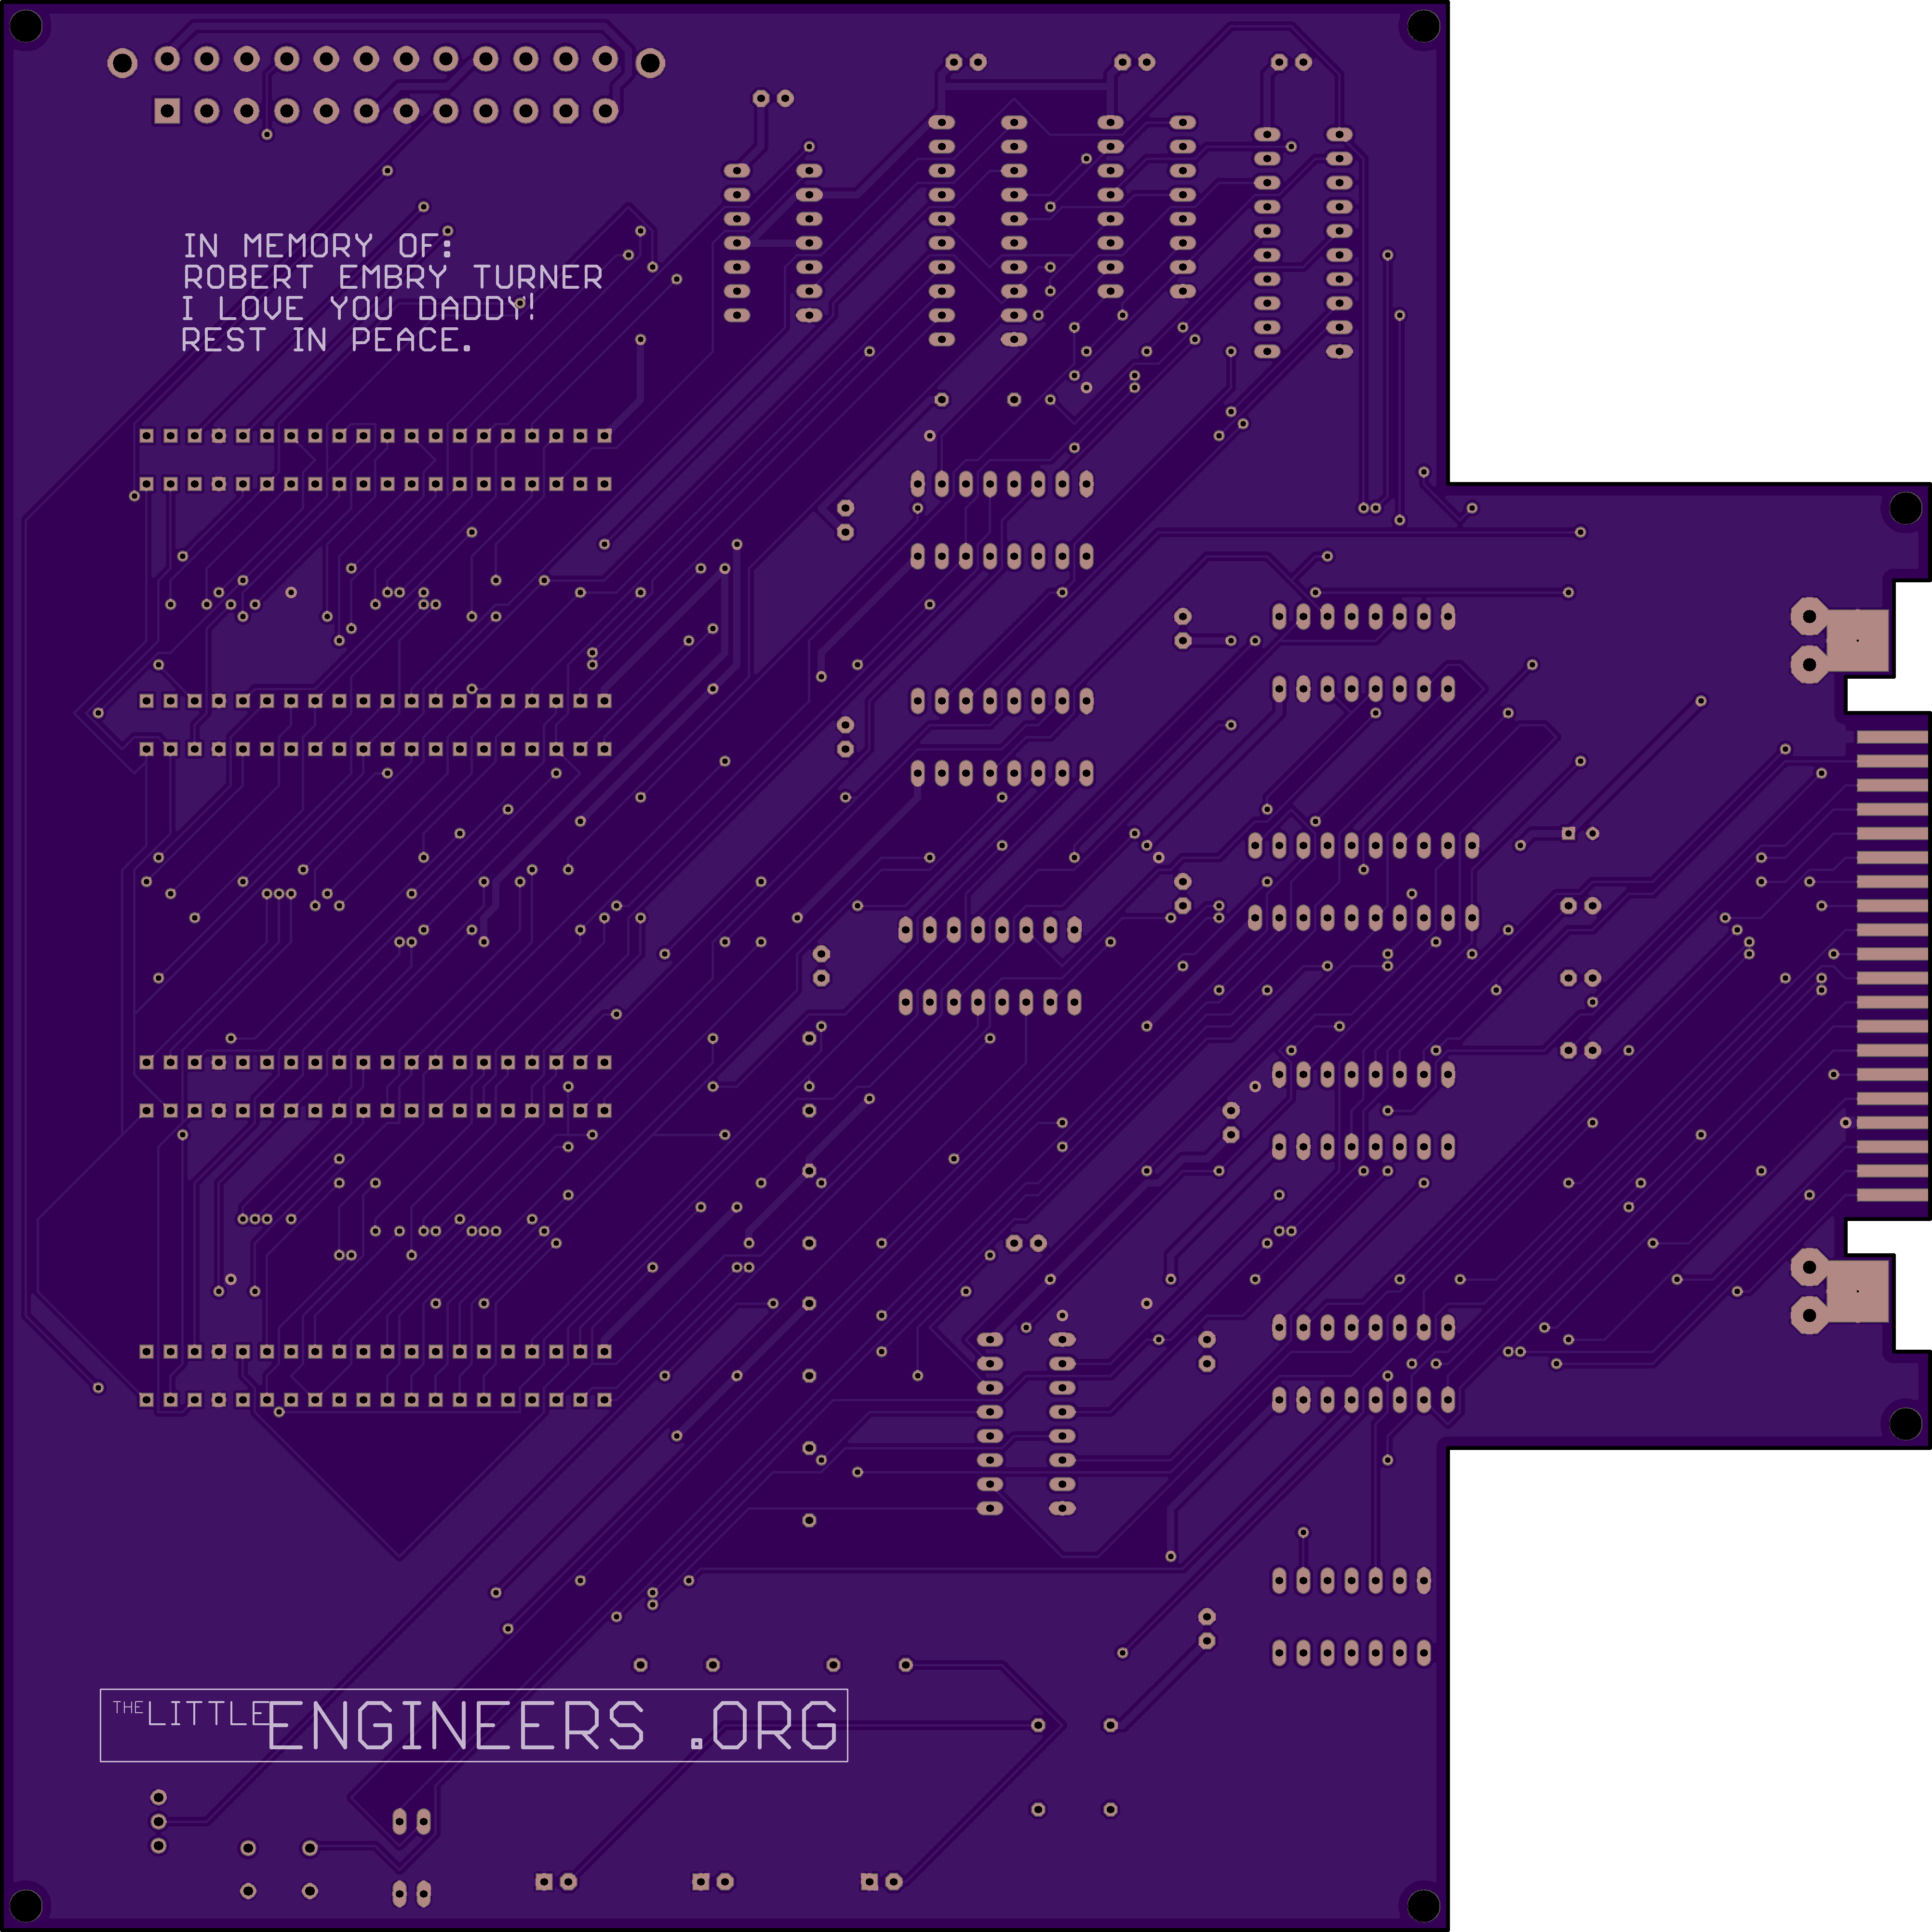 IN MEMORY OF:
ROBERT EMBRY TURNER
I LOVE YOU DADDY!
REST IN PEACE.
THE LITTLE ENGINEERS .ORG